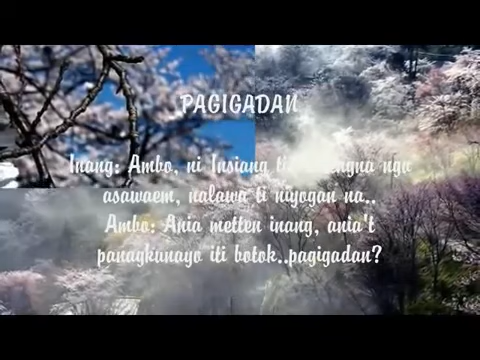 PAGIGADAN
Inang: Ambo, ni Insiang ti nga
asawaem, nalawa ti niyogan na..
Ambo: Ania metten inang, ania't
panagkunayo iti botok..pagigadan?